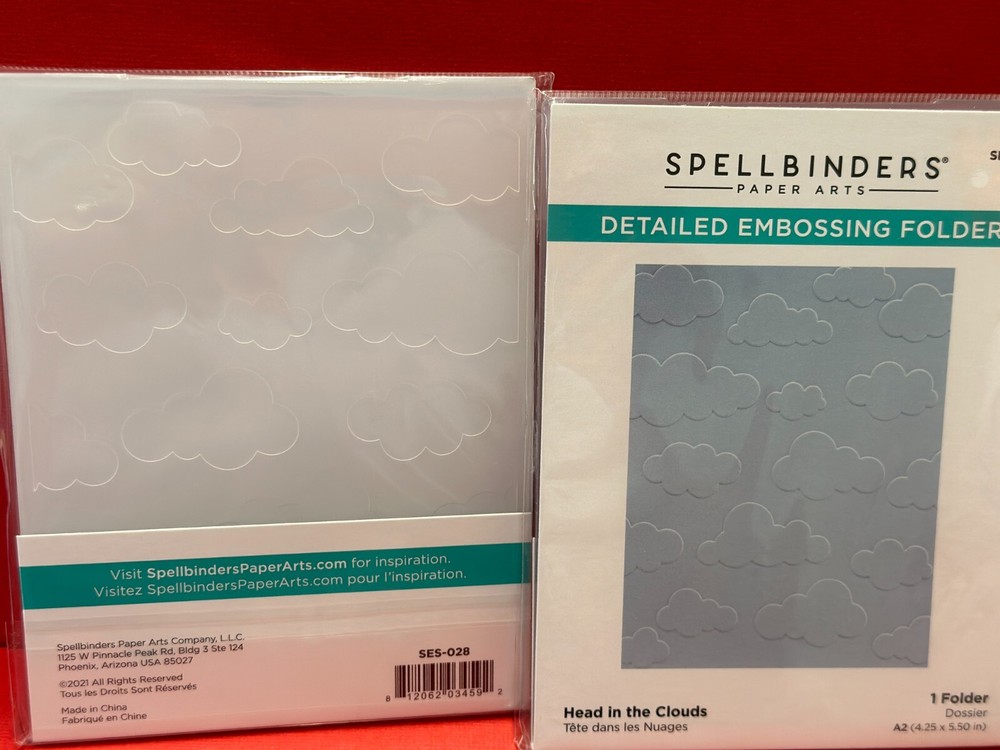 Visit SpellbindersPaperArts.com for inspiration.
Visitez SpellbindersPaperArts.com pour l'inspiration.
Spellbinders Paper Arts Company, L.L.C.
1125 W Pinnacle Peak Rd, Bldg 3 Ste 124
Phoenix, Arizona USA 85027
©2021 All Rights Reserved
Tous les Droits Sont Réservés
Made in China
Fabriqué en Chine
SES-028
8 12062 03459 2
SPELLBINDERS®
PAPER ARTS
DETAILED EMBOSSING FOLDER
Head in the Clouds
Tête dans les Nuages
1 Folder
Dossier
A2 (4.25 x 5.50 in)